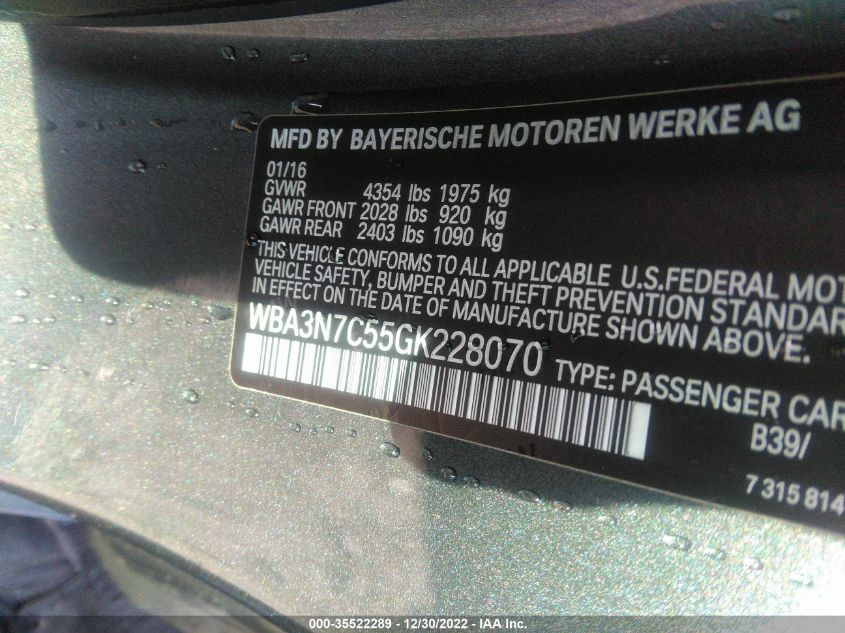 MFD BY BAYERISCHE MOTOREN WERKE AG
01/16
GVWR 4354 lbs 1975 kg
GAWR FRONT 2028 lbs 920 kg
GAWR REAR 2403 lbs 1090 kg
THIS VEHICLE CONFORMS TO ALL APPLICABLE U.S.FEDERAL MOT
VEHICLE SAFETY, BUMPER AND THEFT PREVENTION STANDAR
IN EFFECT ON THE DATE OF MANUFACTURE SHOWN ABOVE.
WBA3N7C55GK228070 TYPE: PASSENGER CAR
B39/
7 315 814
000-35522289 - 12/30/2022 - IAA Inc.